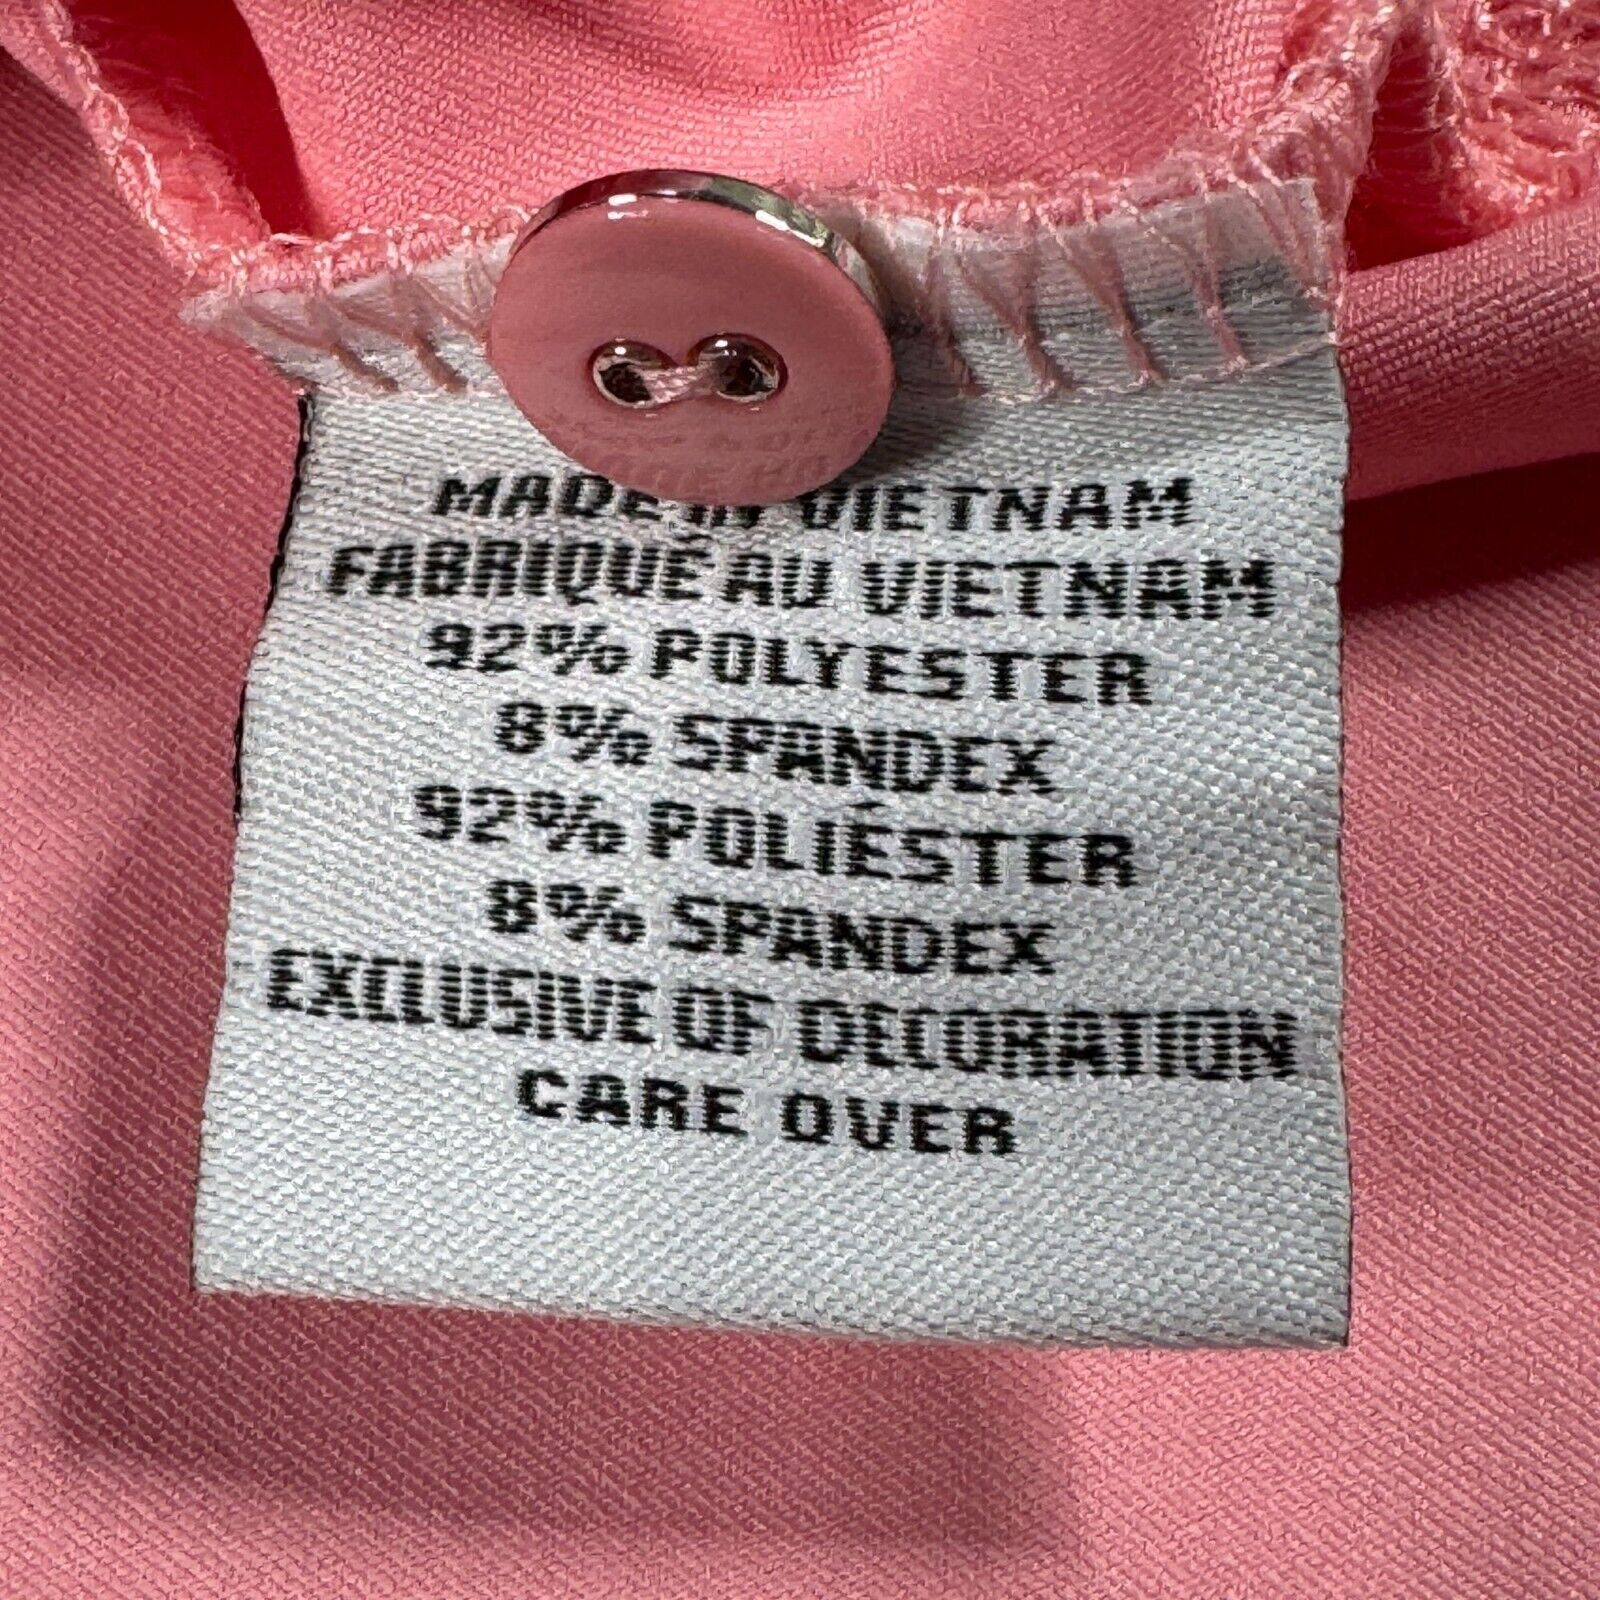 MADE IN VIETNAM
FABRIQUÉ AU VIETNAM
92% POLYESTER
8% SPANDEX
92% POLIÉSTER
8% SPANDEX
EXCLUSIVE OF DECORATION
CARE OVER